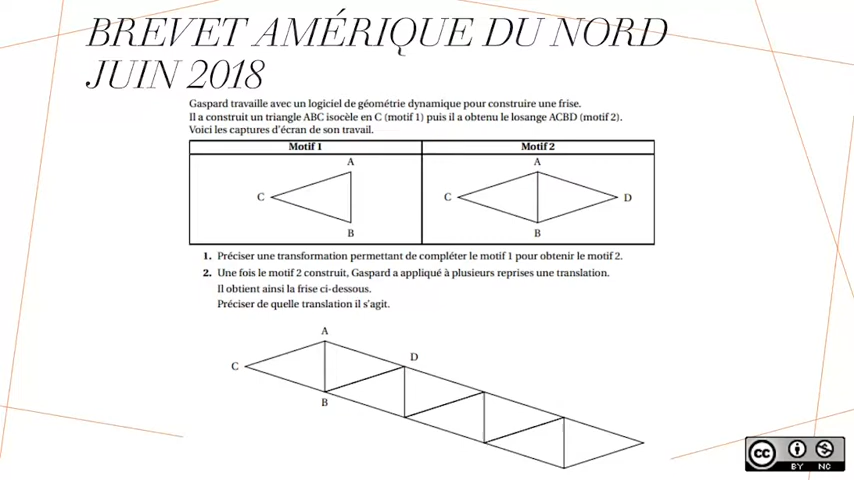 BREVET AMÉRIQUE DU NORD
JUIN 2018
Gaspard travaille avec un logiciel de géométrie dynamique pour construire une frise.
Il a construit un triangle ABC isocèle en C (motif 1) puis il a obtenu le losange ACBD (motif 2).
Voici les captures d'écran de son travail.
Motif 1
Motif 2
A
C
B
A
C
D
B
1. Préciser une transformation permettant de compléter le motif 1 pour obtenir le motif 2.
2. Une fois le motif 2 construit, Gaspard a appliqué à plusieurs reprises une translation.
Il obtient ainsi la frise ci-dessous.
Préciser de quelle translation il s'agit.
A
D
C
B
cc
BY NC